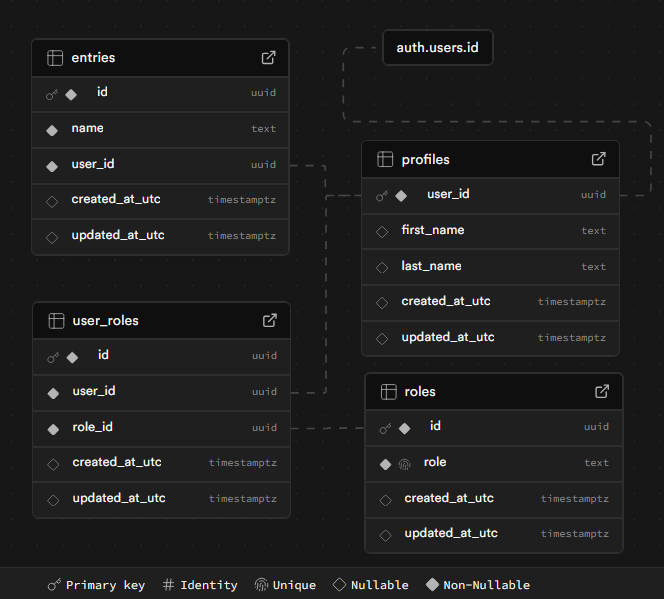 auth.users.id
entries
id uuid
name text
user_id uuid
created_at_utc timestamptz
updated_at_utc timestamptz
profiles
user_id uuid
first_name text
last_name text
created_at_utc timestamptz
updated_at_utc timestamptz
user_roles
id uuid
user_id uuid
role_id uuid
created_at_utc timestamptz
updated_at_utc timestamptz
roles
id uuid
role text
created_at_utc timestamptz
updated_at_utc timestamptz
Primary key # Identity Unique Nullable Non-Nullable